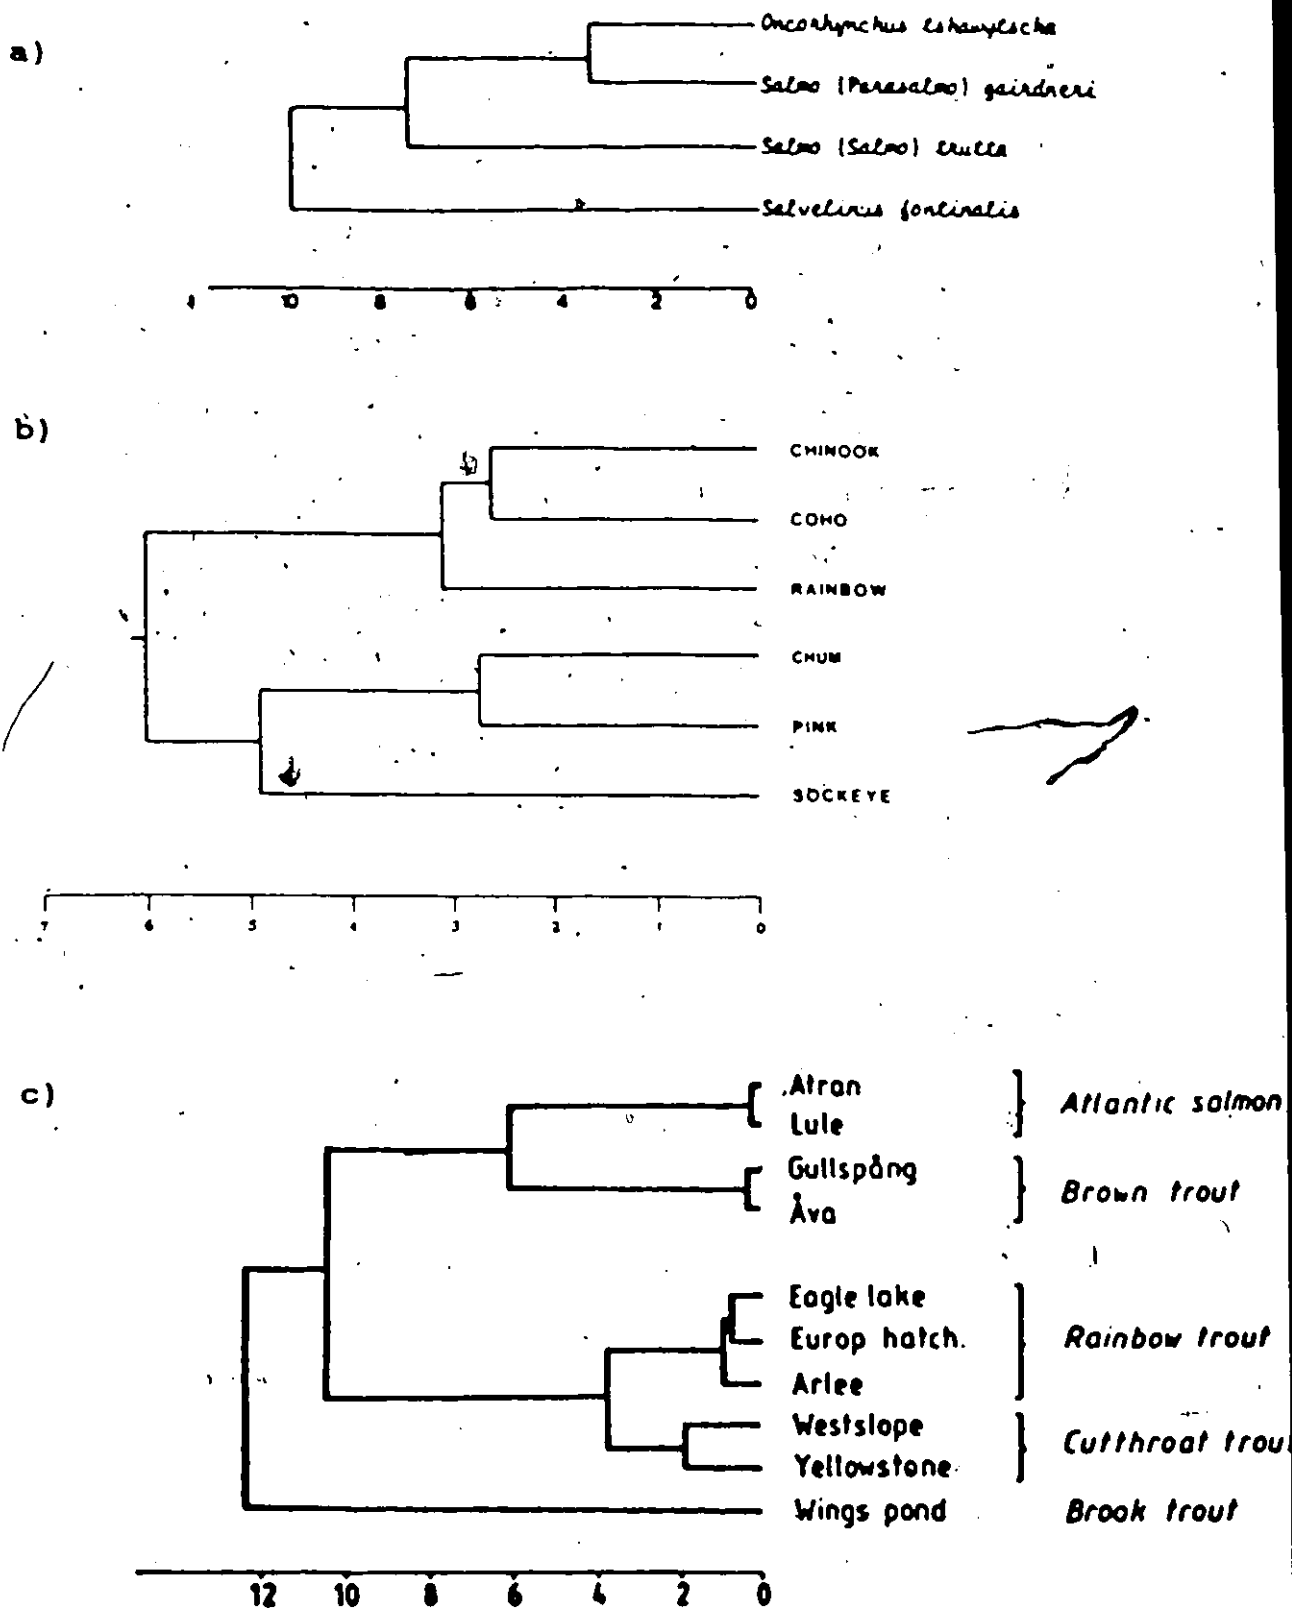 a)
Oncorhynchus tshawytscha
Salmo (Parasalmo) gairdneri
Salmo (Salmo) trutta
Salvelinus fontinalis
10 8 6 4 2 0
b)
CHINOOK
COHO
RAINBOW
CHUM
PINK
SOCKEYE
7 6 5 4 3 2 1 0
c)
Atran
Lule
Atlantic salmon
Gullspång
Åva
Brown trout
Eagle lake
Europ hatch.
Arlee
Rainbow trout
Westslope
Yellowstone
Cutthroat trou
Wings pond Brook trout
12 10 8 6 4 2 0